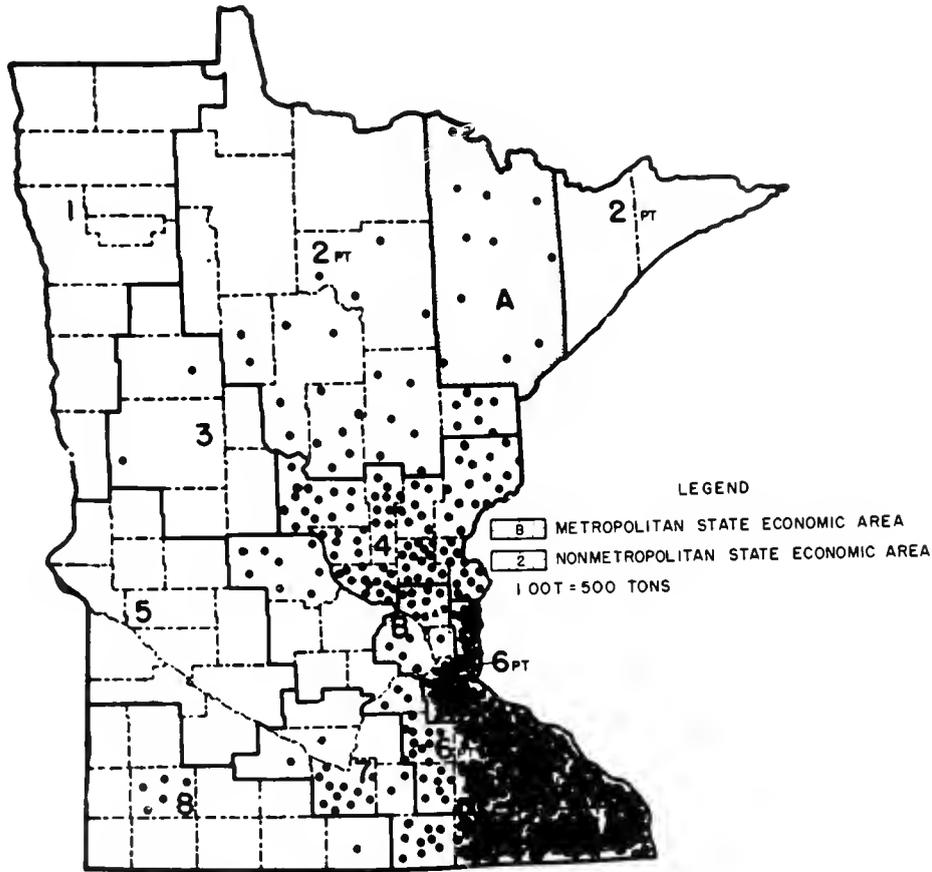 1
2 PT
2 PT
A
3
LEGEND
B METROPOLITAN STATE ECONOMIC AREA
2 NONMETROPOLITAN STATE ECONOMIC AREA
1 DOT = 500 TONS
4
5
B
6 PT
6
7
8